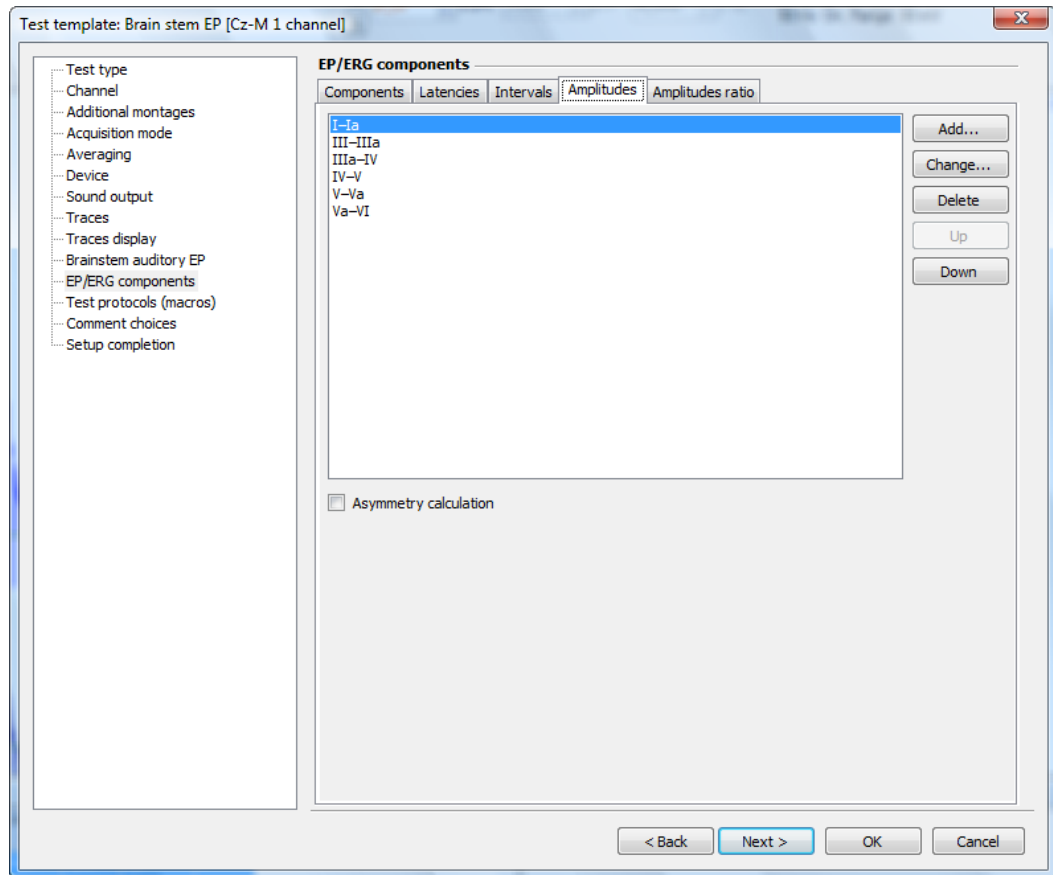 Test template: Brain stem EP [Cz-M 1 channel]
Test type
Channel
Additional montages
Acquisition mode
Averaging
Device
Sound output
Traces
Traces display
Brainstem auditory EP
EP/ERG components
Test protocols (macros)
Comment choices
Setup completion
EP/ERG components
Components Latencies Intervals Amplitudes Amplitudes ratio
I–Ia
III–IIIa
IIIa–IV
IV–V
V–Va
Va–VI
Add...
Change...
Delete
Up
Down
Asymmetry calculation
< Back Next > OK Cancel